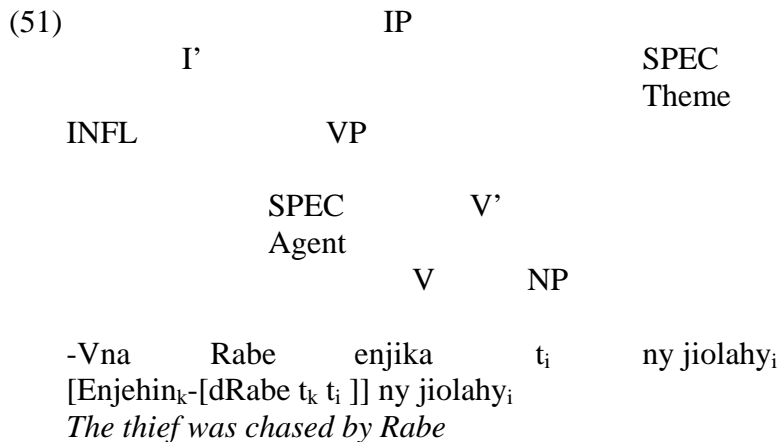 (51) IP
I’ SPEC
Theme
INFL VP
SPEC V’
Agent
V NP
-Vna Rabe enjika tᵢ ny jiolahyᵢ
[Enjehinₖ-[dRabe tₖ tᵢ ]] ny jiolahyᵢ
The thief was chased by Rabe